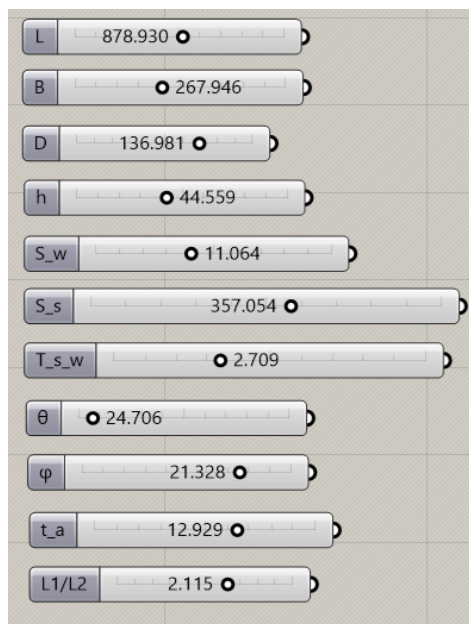 L 878.930
B 267.946
D 136.981
h 44.559
S_w 11.064
S_s 357.054
T_s_w 2.709
θ 24.706
φ 21.328
t_a 12.929
L1/L2 2.115